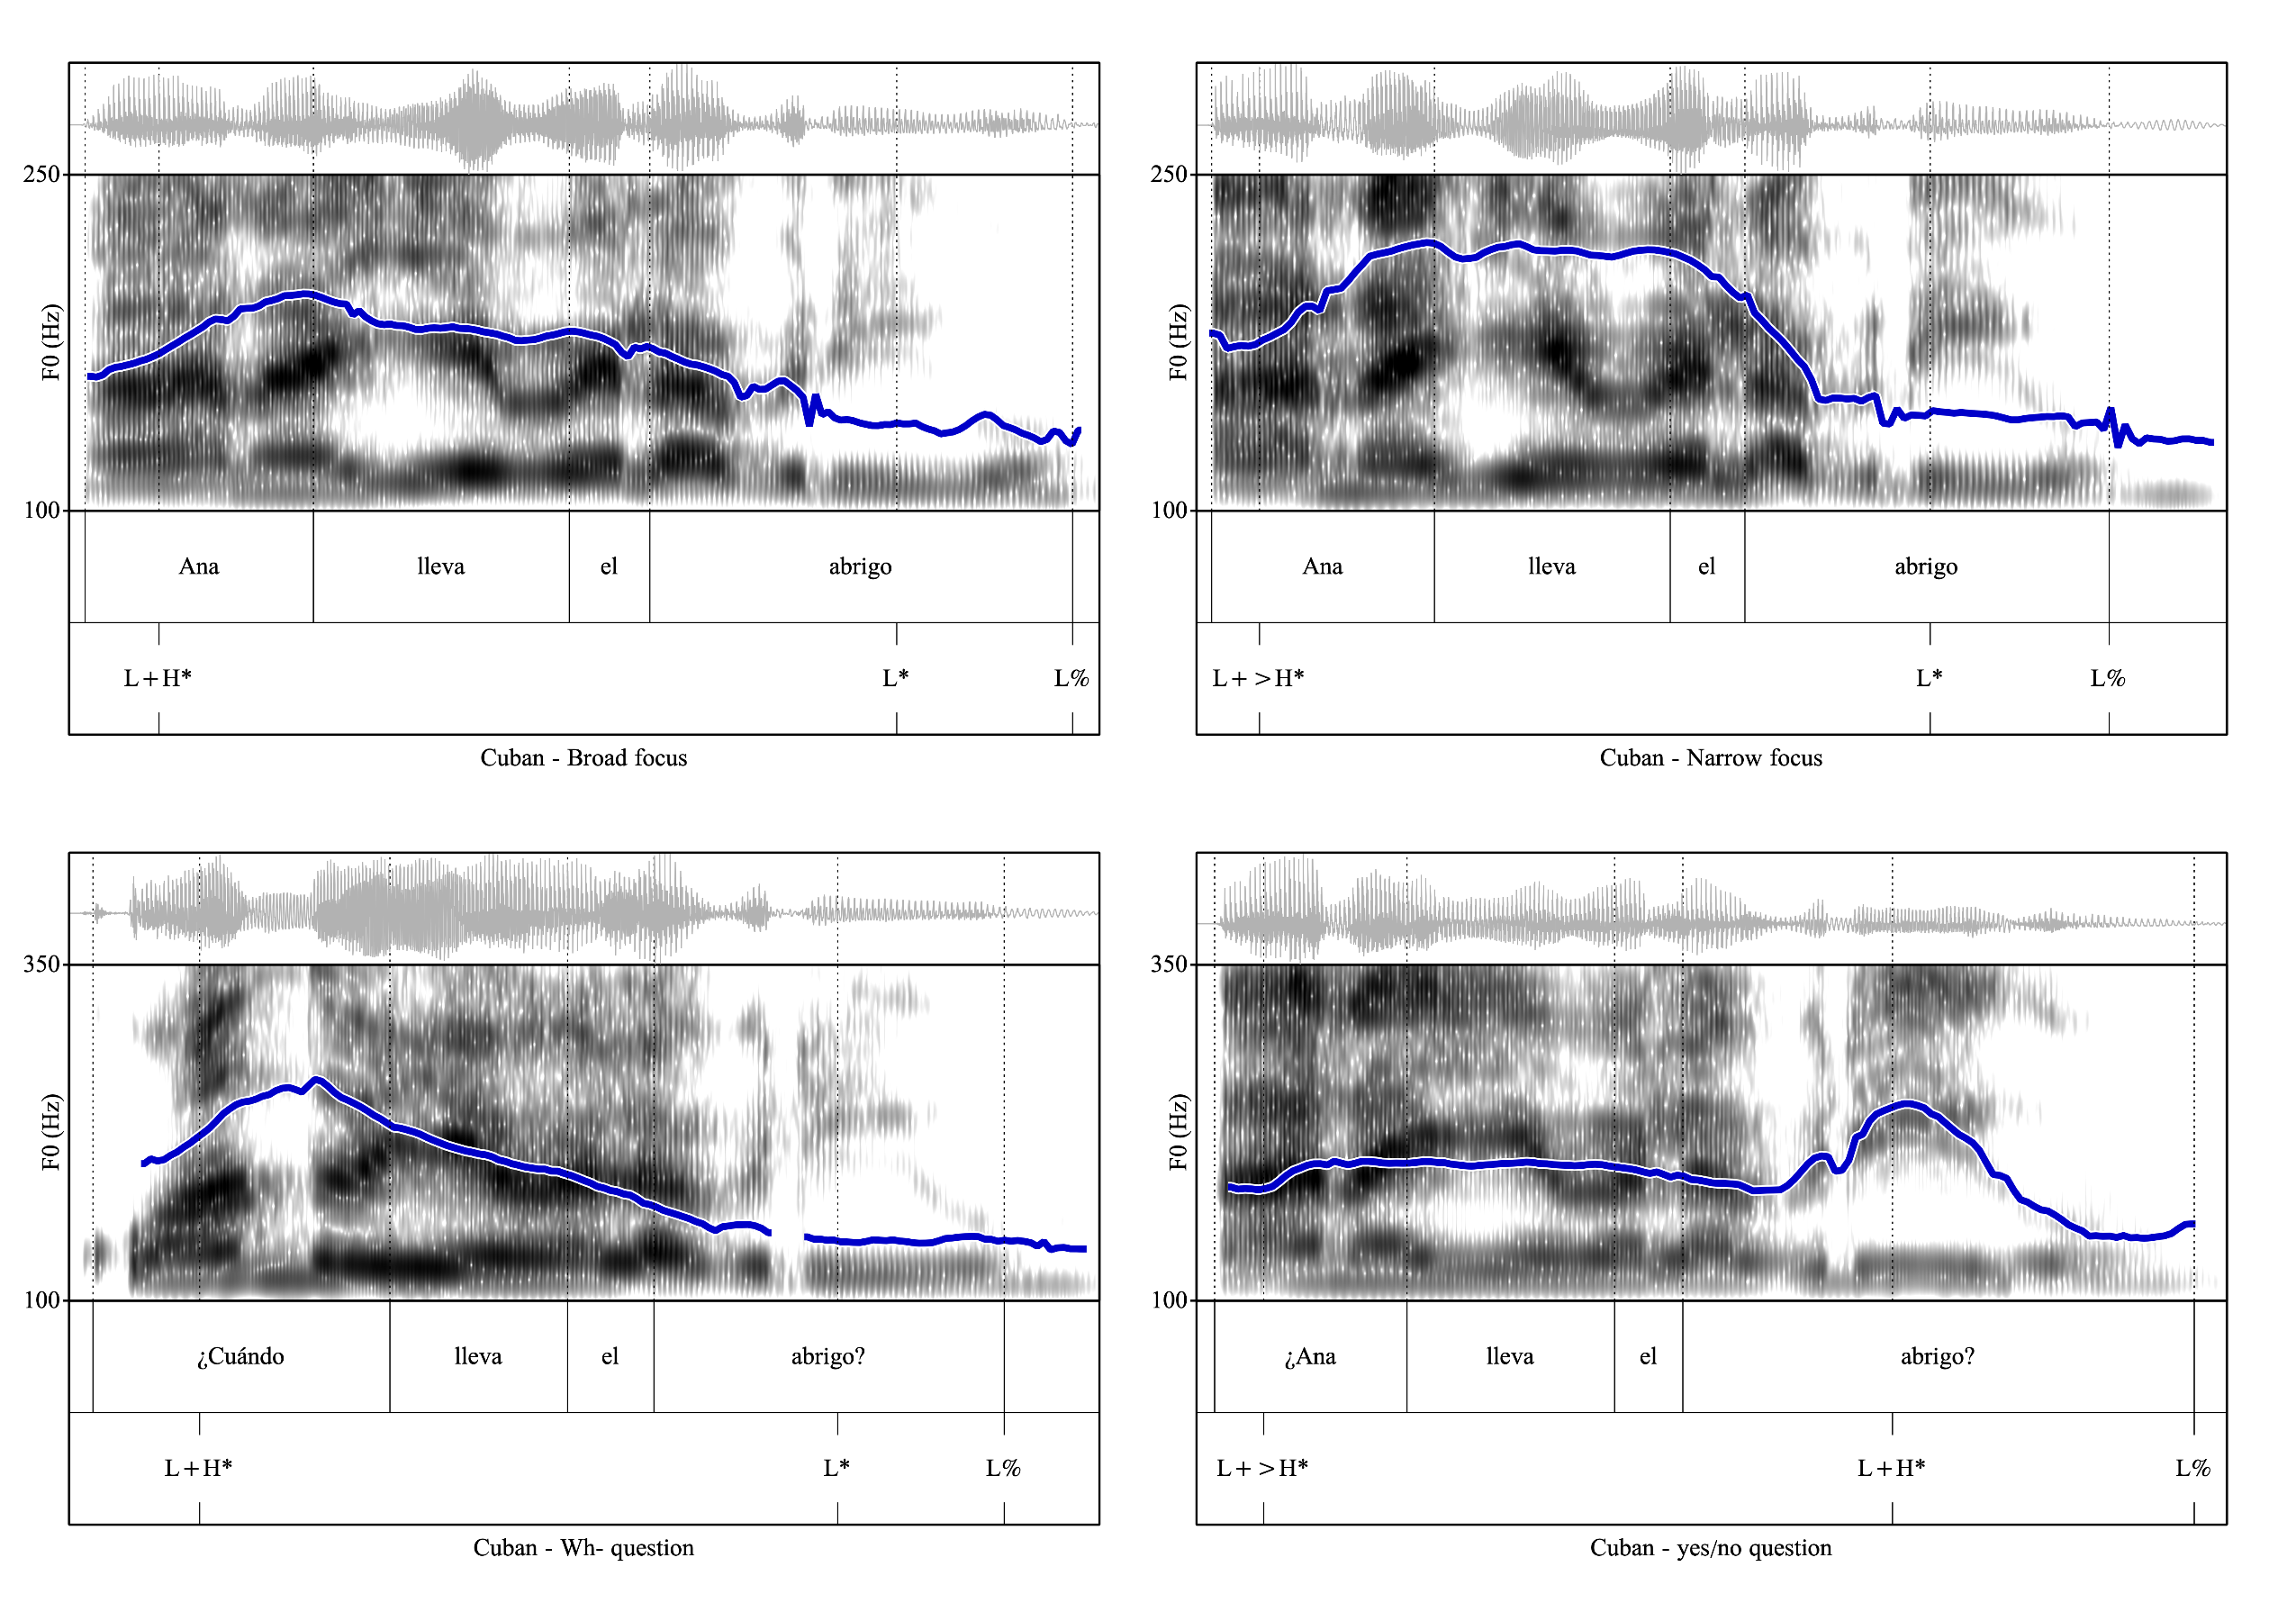 250
F0 (Hz)
100
Ana lleva el abrigo
L+H* L* L%
Cuban - Broad focus
250
F0 (Hz)
100
Ana lleva el abrigo
L+>H* L* L%
Cuban - Narrow focus
350
F0 (Hz)
100
¿Cuándo lleva el abrigo?
L+H* L* L%
Cuban - Wh- question
350
F0 (Hz)
100
¿Ana lleva el abrigo?
L+>H* L+H* L%
Cuban - yes/no question